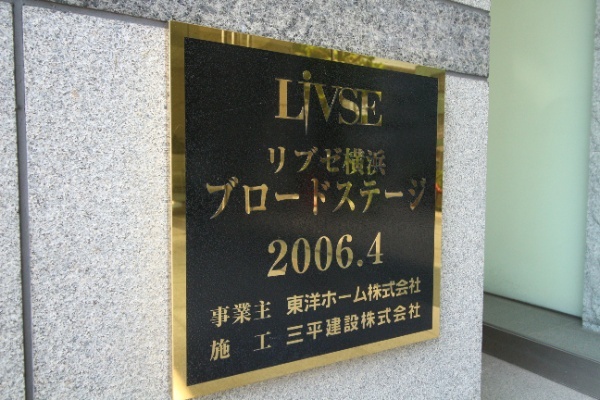 LiVSE
リブゼ横浜
ブロードステージ
2006.4
事業主 東洋ホーム株式会社
施工 三平建設株式会社